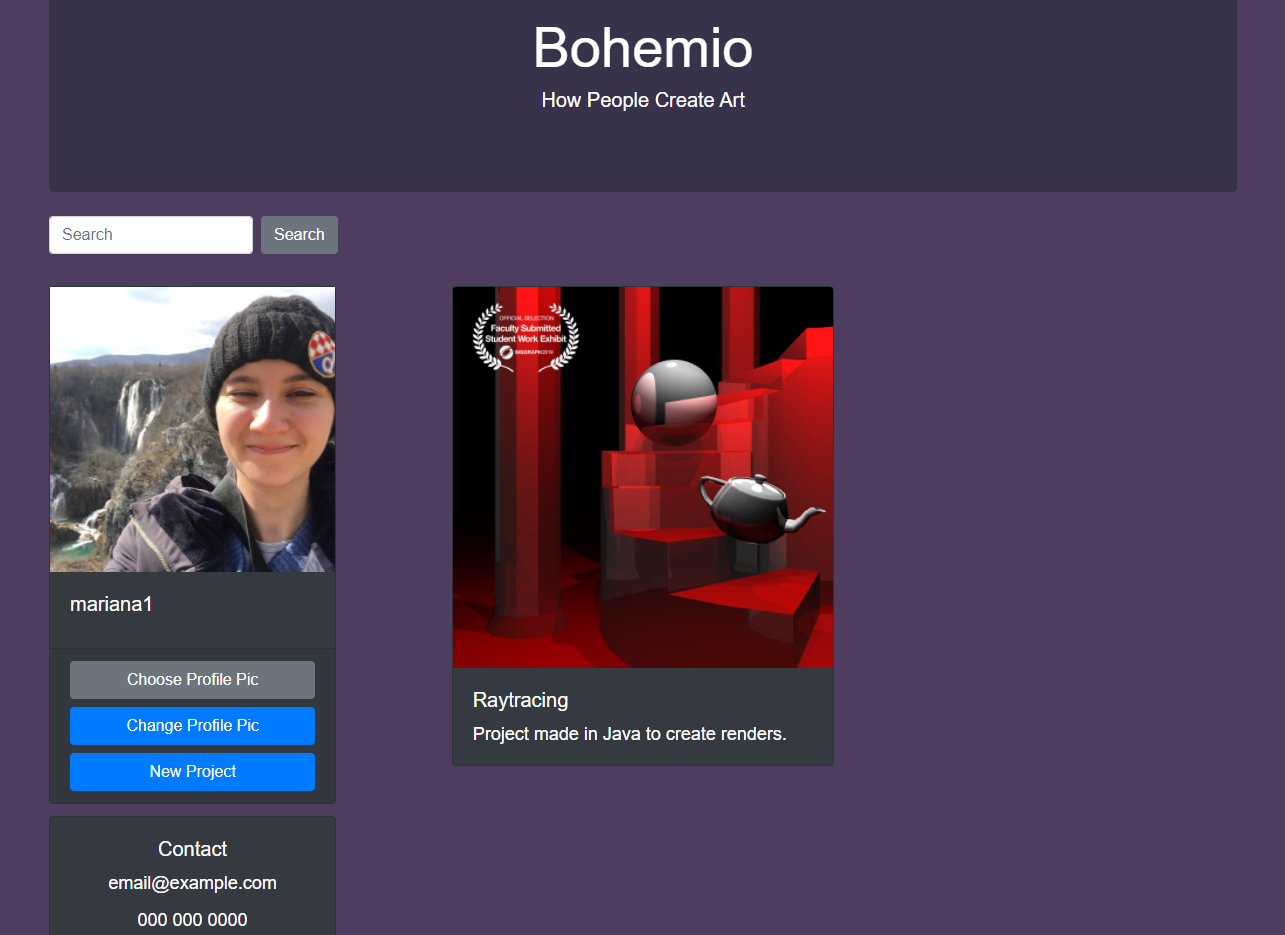 Bohemio
How People Create Art
Search
Search
OFFICIAL SELECTION
Faculty Submitted
Student Work Exhibit
SIGGRAPH2019
mariana1
Choose Profile Pic
Change Profile Pic
New Project
Raytracing
Project made in Java to create renders.
Contact
email@example.com
000 000 0000